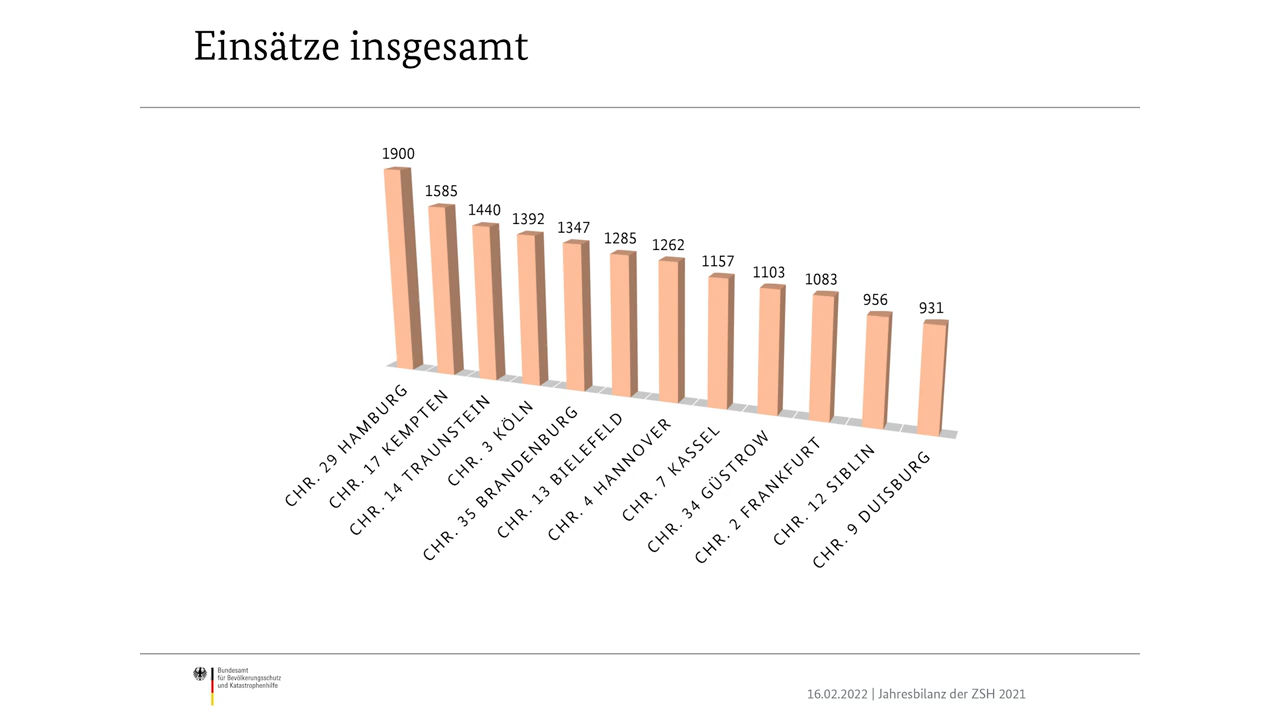 Einsätze insgesamt
1900
1585
1440
1392
1347
1285
1262
1157
1103
1083
956
931
CHR. 29 HAMBURG
CHR. 17 KEMPTEN
CHR. 14 TRAUNSTEIN
CHR. 3 KÖLN
CHR. 35 BRANDENBURG
CHR. 13 BIELEFELD
CHR. 4 HANNOVER
CHR. 7 KASSEL
CHR. 34 GÜSTROW
CHR. 2 FRANKFURT
CHR. 12 SIBLIN
CHR. 9 DUISBURG
Bundesamt
für Bevölkerungsschutz
und Katastrophenhilfe
16.02.2022 | Jahresbilanz der ZSH 2021